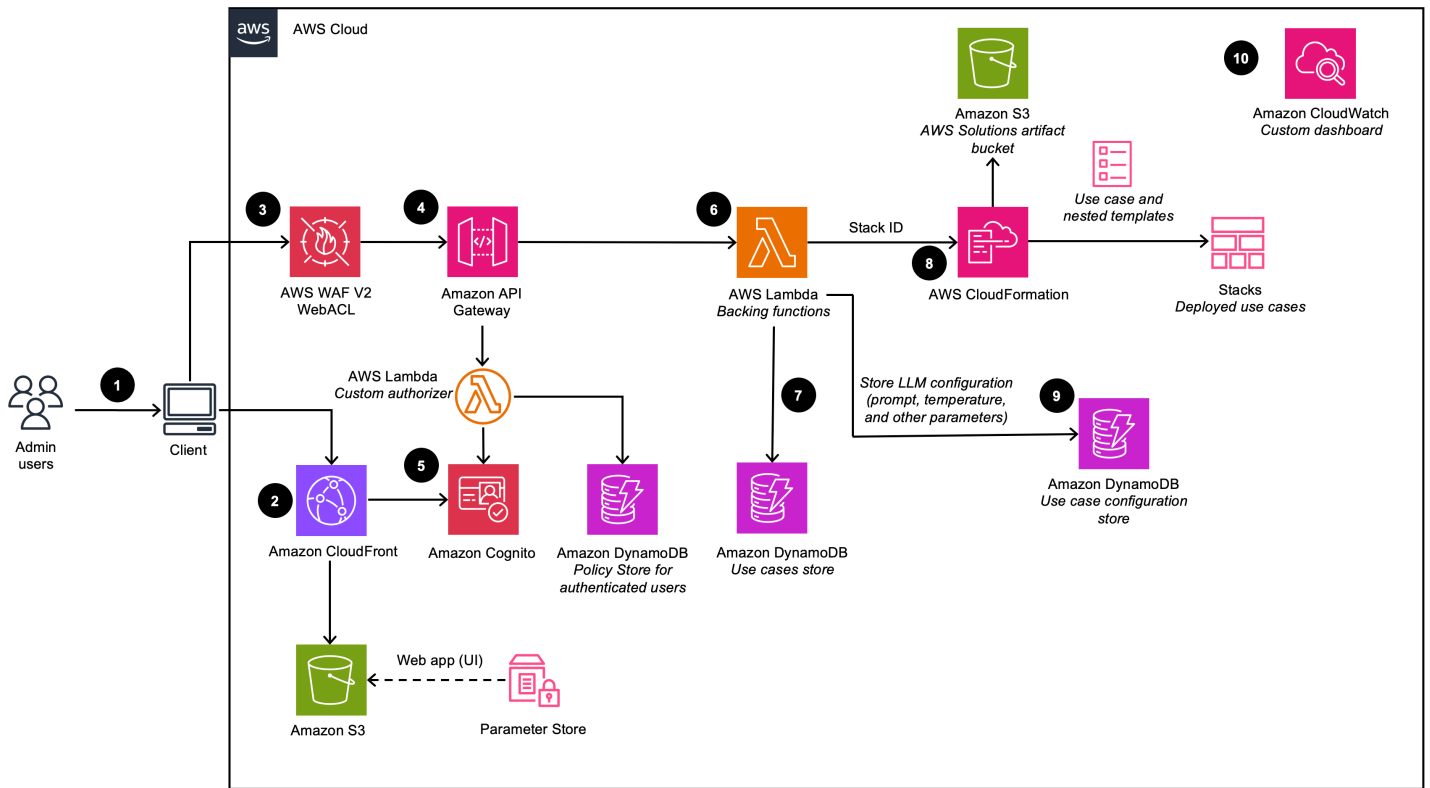 aws
AWS Cloud
10
Amazon S3
AWS Solutions artifact
bucket
Amazon CloudWatch
Custom dashboard
Use case and
nested templates
3
4
6
Stack ID
8
AWS WAF V2
WebACL
Amazon API
Gateway
AWS Lambda
Backing functions
AWS CloudFormation
Stacks
Deployed use cases
1
Admin
users
Client
AWS Lambda
Custom authorizer
7
Store LLM configuration
(prompt, temperature,
and other parameters)
9
2
5
Amazon CloudFront
Amazon Cognito
Amazon DynamoDB
Policy Store for
authenticated users
Amazon DynamoDB
Use cases store
Amazon DynamoDB
Use case configuration
store
Web app (UI)
Amazon S3
Parameter Store